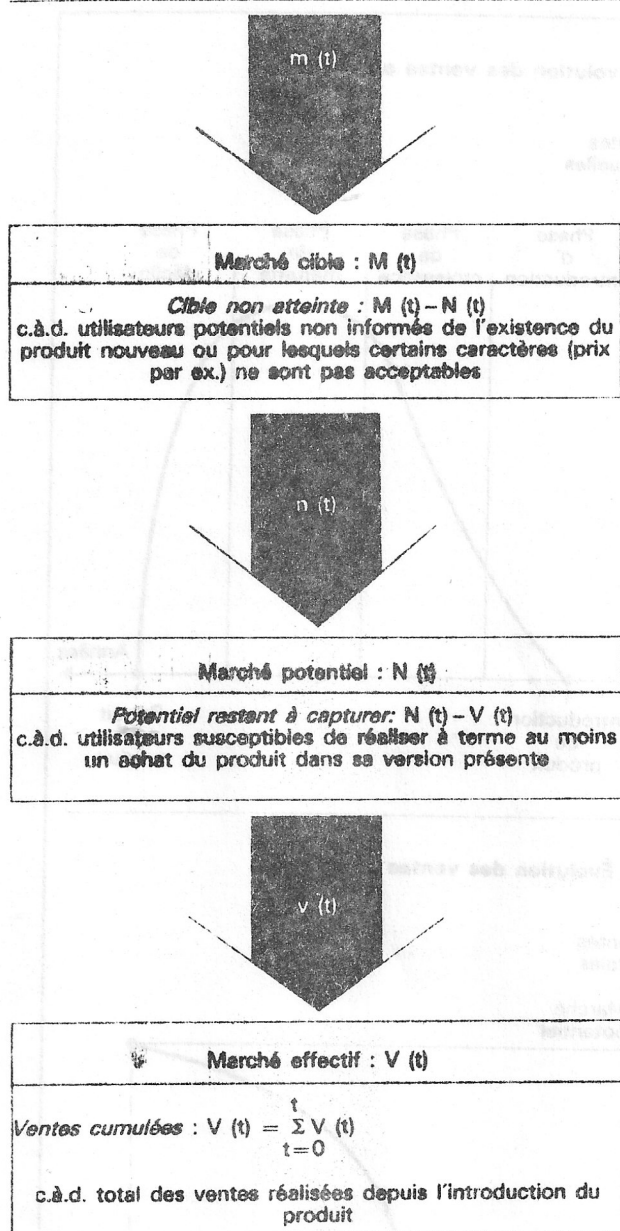 m (t)
Marché cible : M (t)
Cible non atteinte : M (t) – N (t)
c.à.d. utilisateurs potentiels non informés de l'existence du
produit nouveau ou pour lesquels certains caractères (prix
par ex.) ne sont pas acceptables
n (t)
Marché potentiel : N (t)
Potentiel restant à capturer: N (t) – V (t)
c.à.d. utilisateurs susceptibles de réaliser à terme au moins
un achat du produit dans sa version présente
v (t)
Marché effectif : V (t)
t
Ventes cumulées : V (t) = Σ V (t)
t=0
c.à.d. total des ventes réalisées depuis l'introduction du
produit